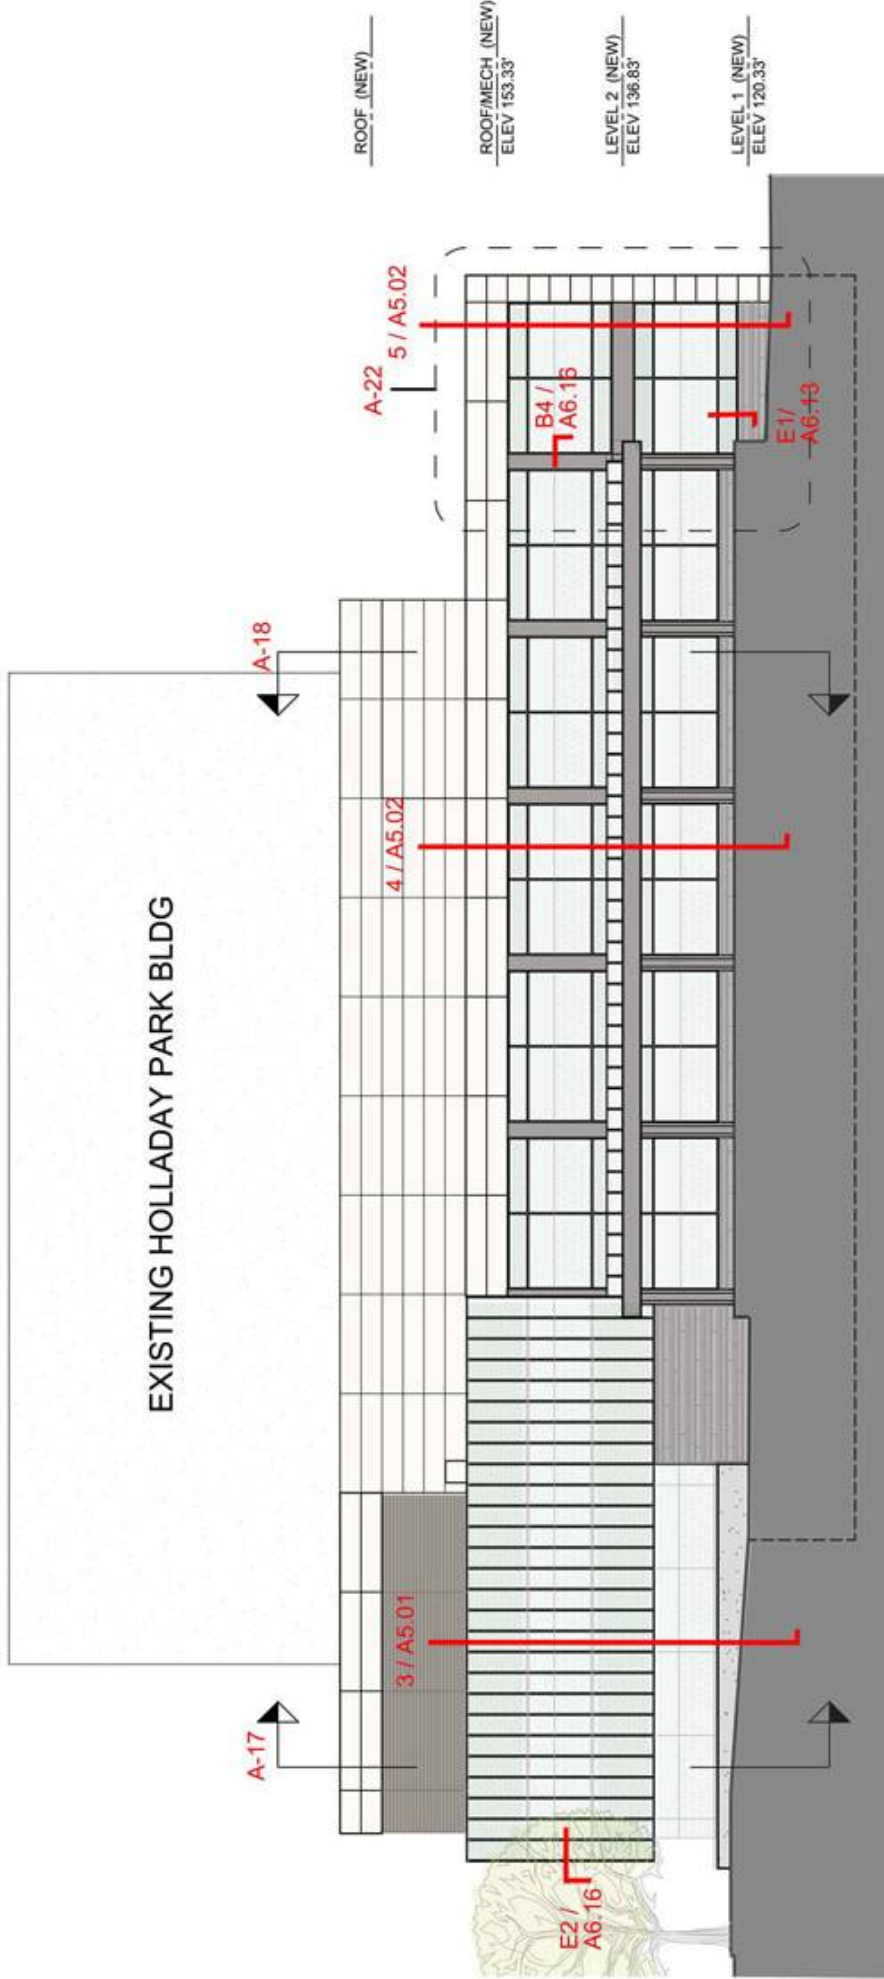 EXISTING HOLLADAY PARK BLDG
ROOF (NEW)
ROOF/MECH (NEW)
ELEV 153.33'
LEVEL 2 (NEW)
ELEV 136.83'
LEVEL 1 (NEW)
ELEV 120.33'
A-17
A-18
A-22
3 / A5.01
4 / A5.02
5 / A5.02
B4 /
A6.16
E1/
A6.13
E2 /
A6.16